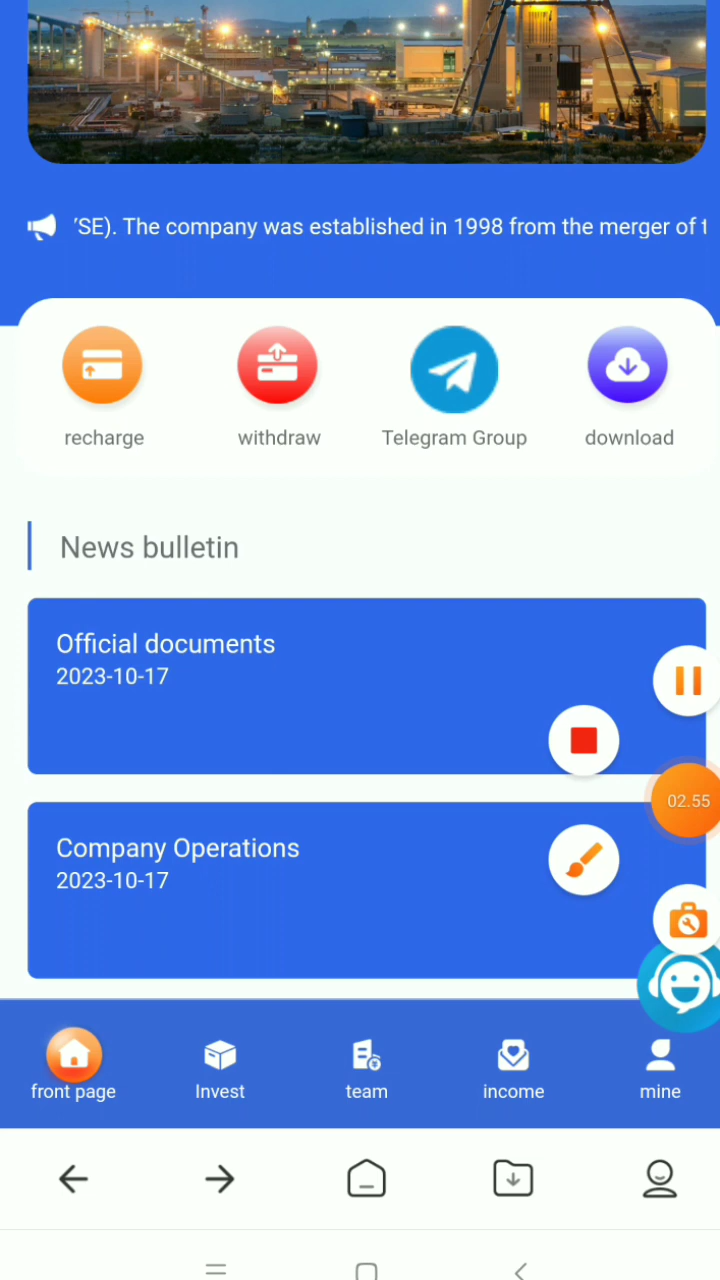 SE). The company was established in 1998 from the merger of
recharge
withdraw
Telegram Group
download
News bulletin
Official documents
2023-10-17
Company Operations
2023-10-17
02.55
front page
Invest
team
income
mine